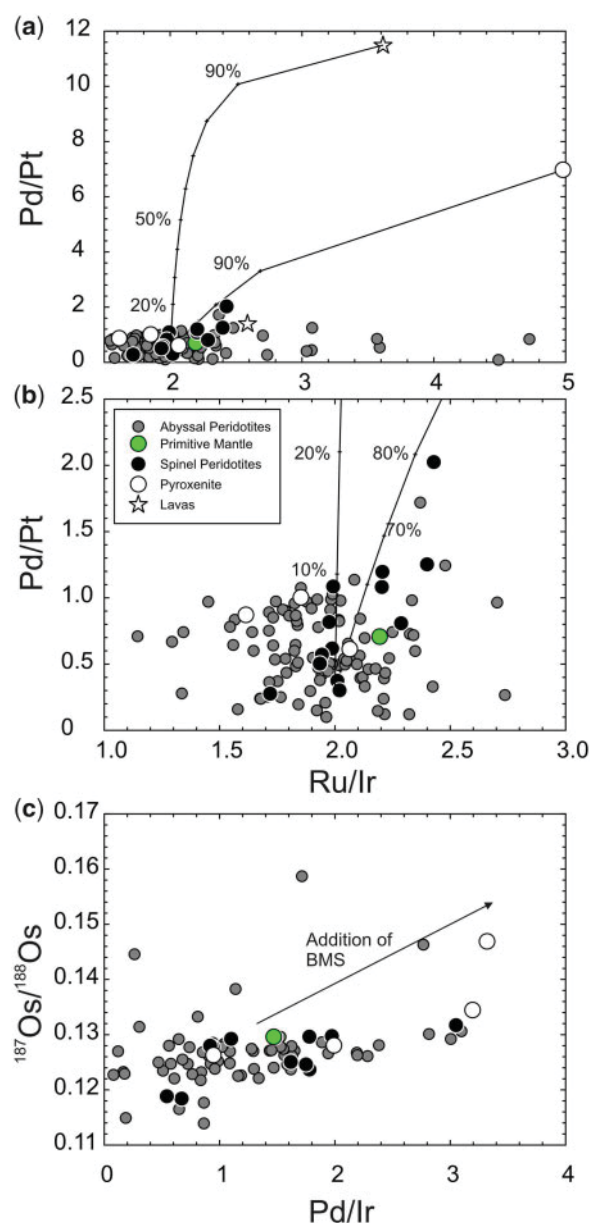 (a)
12
10
8
6
4
2
0
Pd/Pt
90%
50%
20%
90%
2
3
4
5
(b)
2.5
2.0
1.5
1.0
0.5
0
Pd/Pt
Abyssal Peridotites
Primitive Mantle
Spinel Peridotites
Pyroxenite
Lavas
20%
10%
80%
70%
1.0
1.5
2.0
2.5
3.0
Ru/Ir
(c)
0.17
0.16
0.15
0.14
0.13
0.12
0.11
187Os/188Os
Addition of
BMS
0
1
2
3
4
Pd/Ir